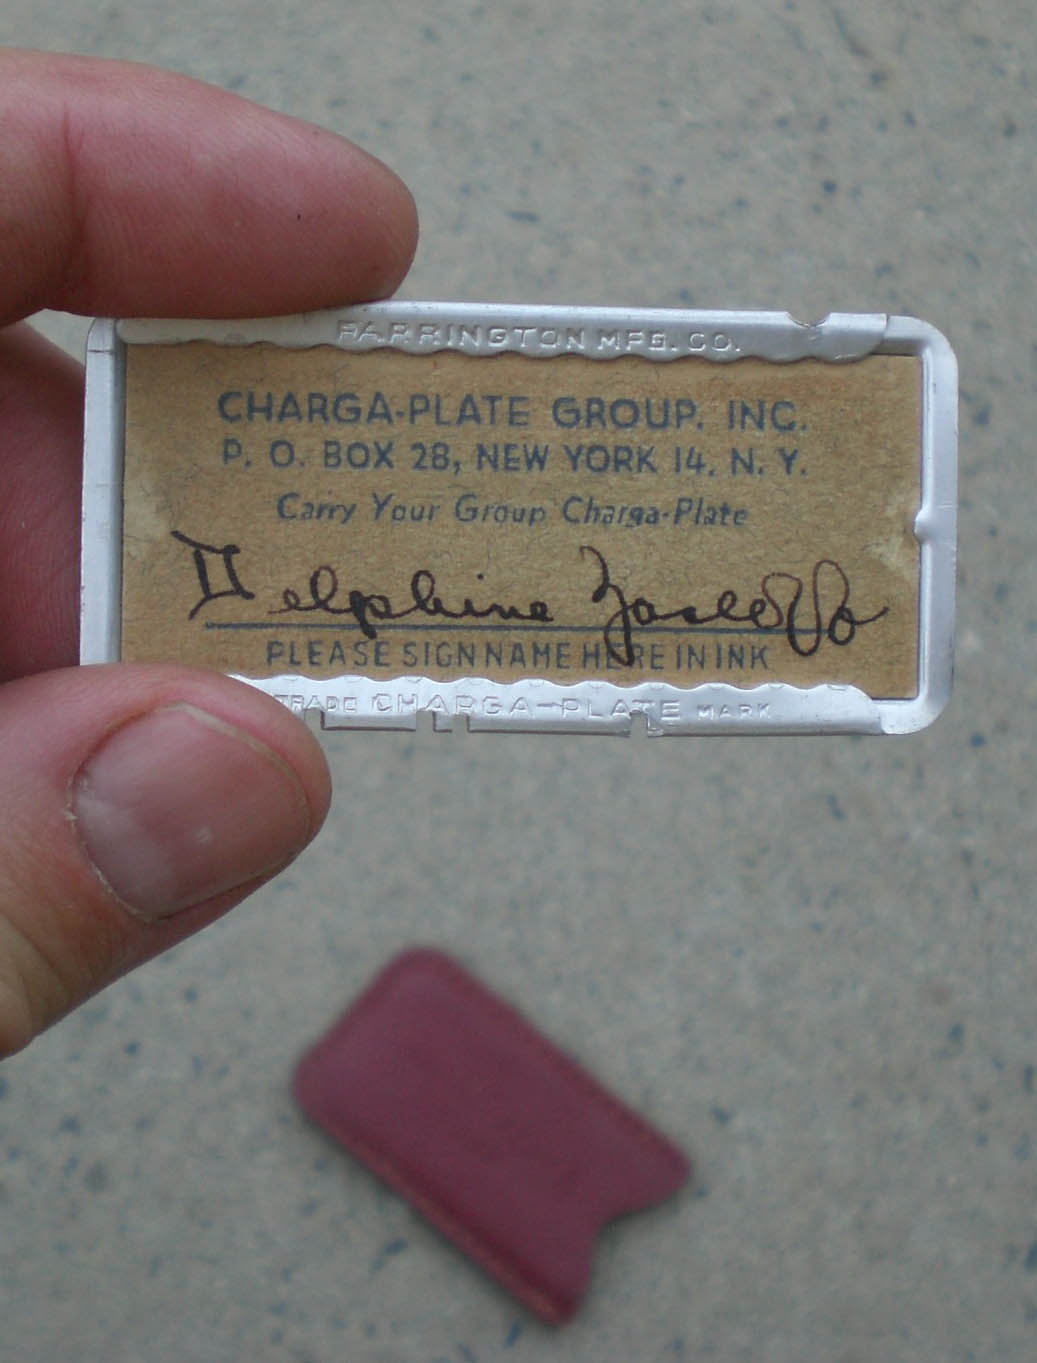 FARRINGTON MFG. CO.
CHARGA-PLATE GROUP, INC.
P. O. BOX 28, NEW YORK 14, N. Y.
Carry Your Group Charga-Plate
Delphine
PLEASE SIGN NAME HERE IN INK
TRADE CHARGA-PLATE MARK